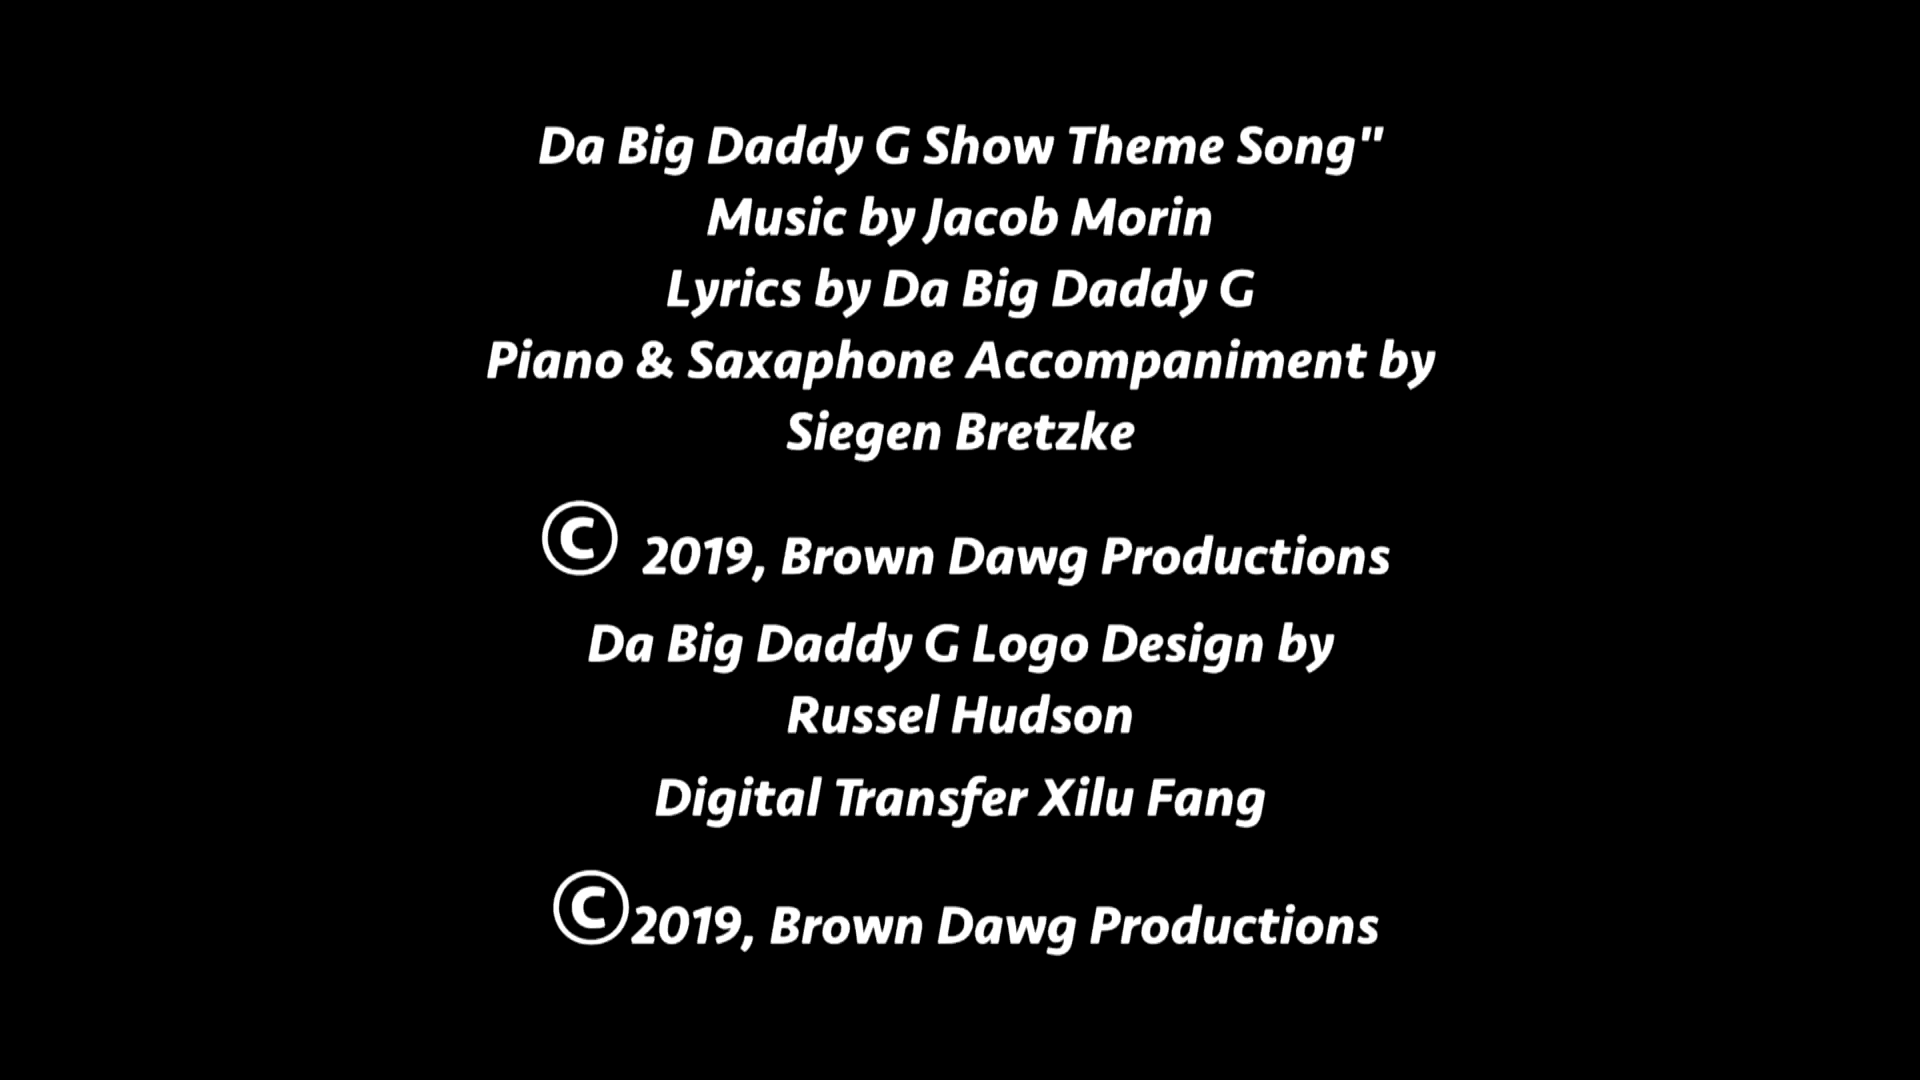 Da Big Daddy G Show Theme Song"
Music by Jacob Morin
Lyrics by Da Big Daddy G
Piano & Saxaphone Accompaniment by
Siegen Bretzke
© 2019, Brown Dawg Productions
Da Big Daddy G Logo Design by
Russel Hudson
Digital Transfer Xilu Fang
©2019, Brown Dawg Productions